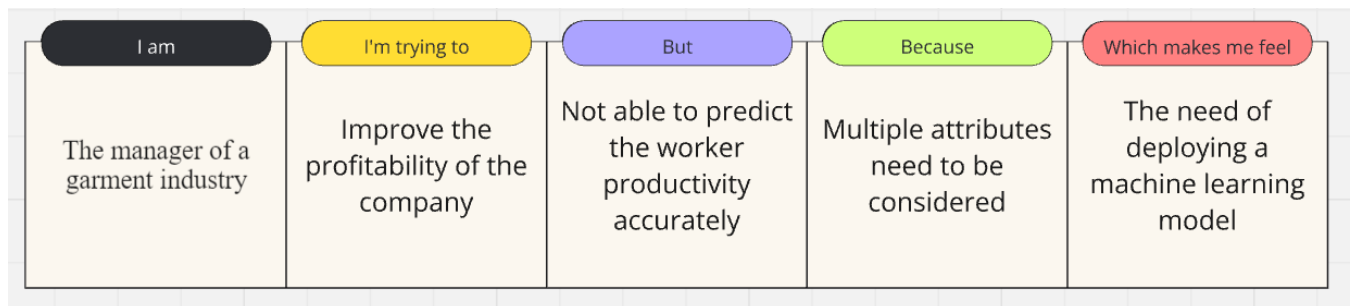 I am
The manager of a
garment industry
I'm trying to
Improve the
profitability of the
company
But
Not able to predict
the worker
productivity
accurately
Because
Multiple attributes
need to be
considered
Which makes me feel
The need of
deploying a
machine learning
model